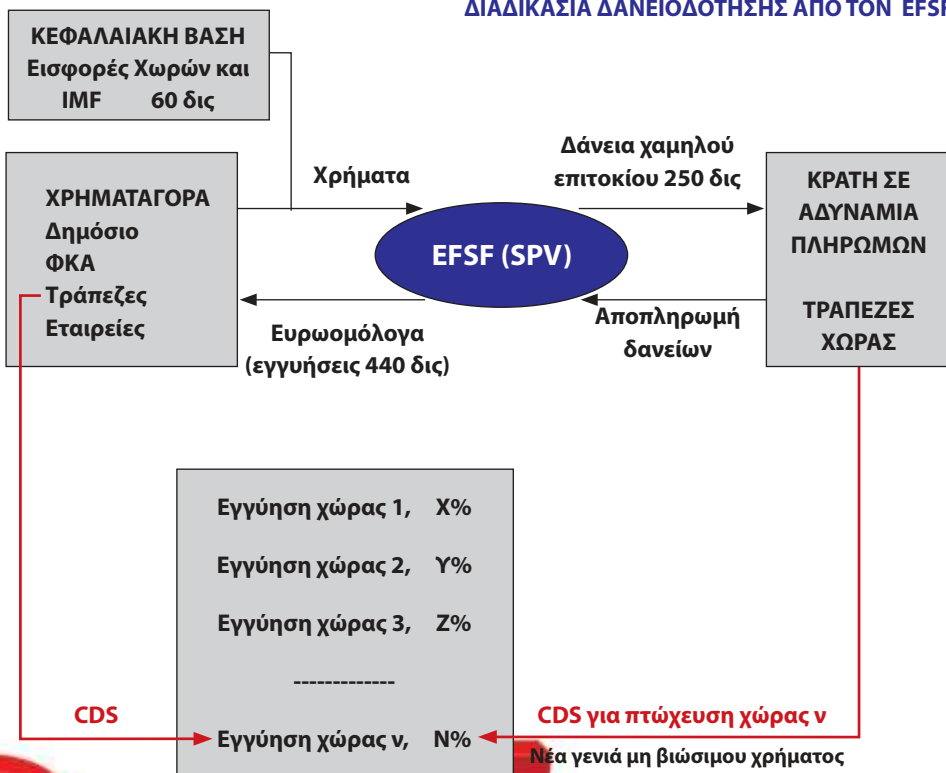 ΔΙΑΔΙΚΑΣΙΑ ΔΑΝΕΙΟΔΟΤΗΣΗΣ ΑΠΟ ΤΟΝ EFSF
ΚΕΦΑΛΑΙΑΚΗ ΒΑΣΗ
Εισφορές Χωρών και
IMF 60 δις
ΧΡΗΜΑΤΑΓΟΡΑ
Δημόσιο
ΦΚΑ
Τράπεζες
Εταιρείες
Χρήματα
EFSF (SPV)
Ευρωομόλογα
(εγγυήσεις 440 δις)
Δάνεια χαμηλού
επιτοκίου 250 δις
Αποπληρωμή
δανείων
ΚΡΑΤΗ ΣΕ
ΑΔΥΝΑΜΙΑ
ΠΛΗΡΩΜΩΝ
ΤΡΑΠΕΖΕΣ
ΧΩΡΑΣ
Εγγύηση χώρας 1, X%
Εγγύηση χώρας 2, Y%
Εγγύηση χώρας 3, Z%
-------------
Εγγύηση χώρας ν, N%
CDS
CDS για πτώχευση χώρας ν
Νέα γενιά μη βιώσιμου χρήματος